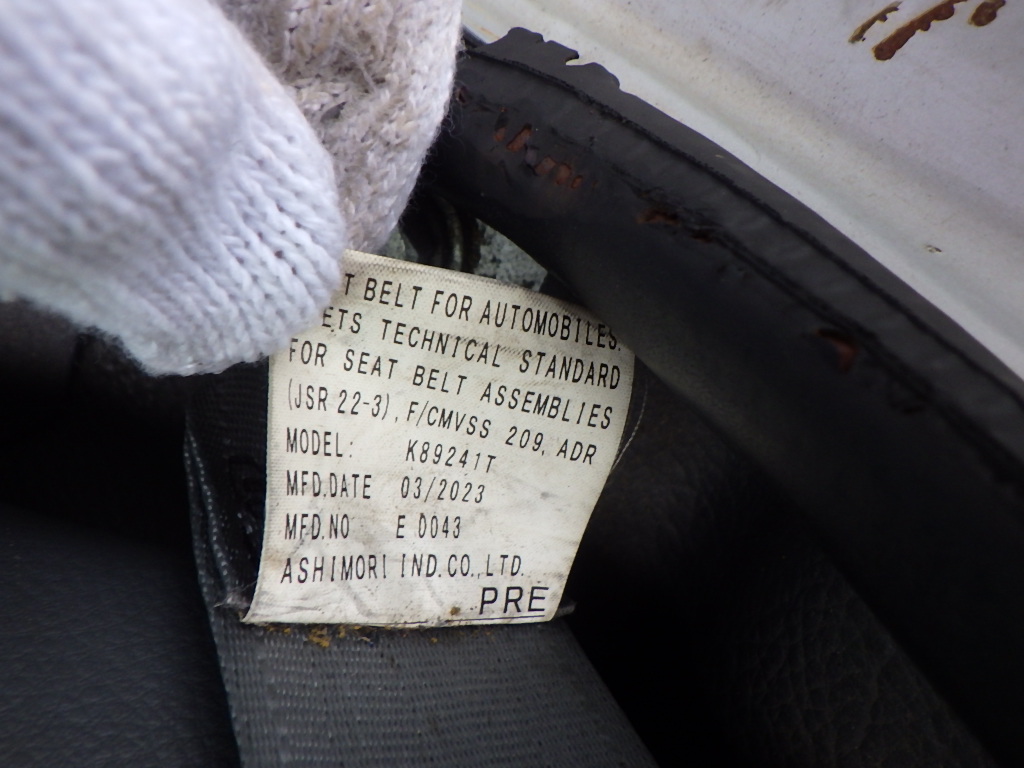 T BELT FOR AUTOMOBILES.
ETS TECHNICAL STANDARD
FOR SEAT BELT ASSEMBLIES
(JSR 22-3), F/CMVSS 209, ADR
MODEL: K89241T
MFD.DATE 03/2023
MFD.NO E 0043
ASHIMORI IND.CO.,LTD.
PRE